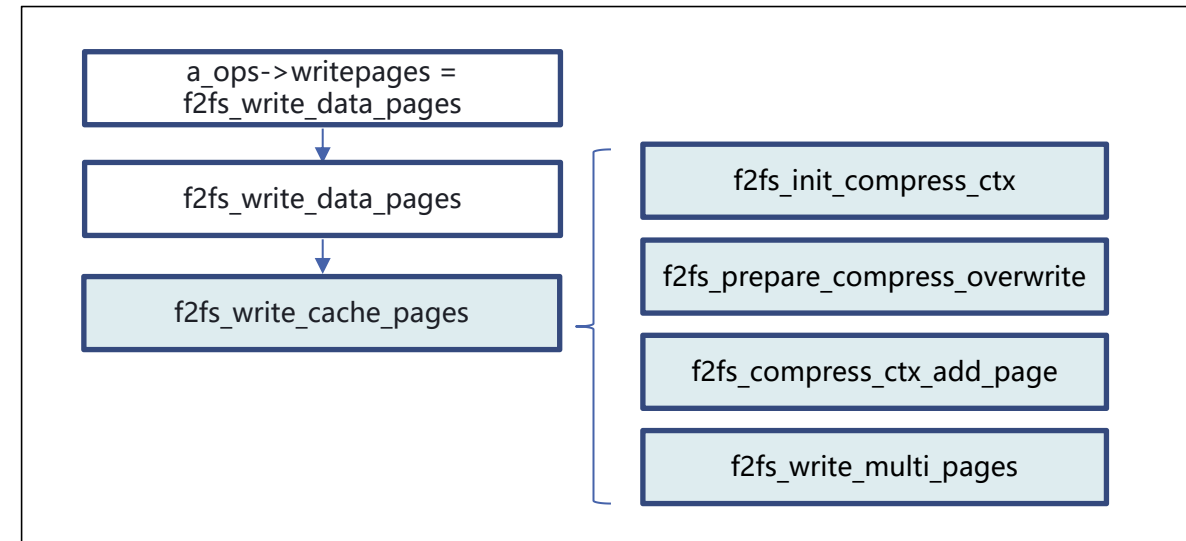 a_ops->writepages =
f2fs_write_data_pages
f2fs_write_data_pages
f2fs_write_cache_pages
f2fs_init_compress_ctx
f2fs_prepare_compress_overwrite
f2fs_compress_ctx_add_page
f2fs_write_multi_pages